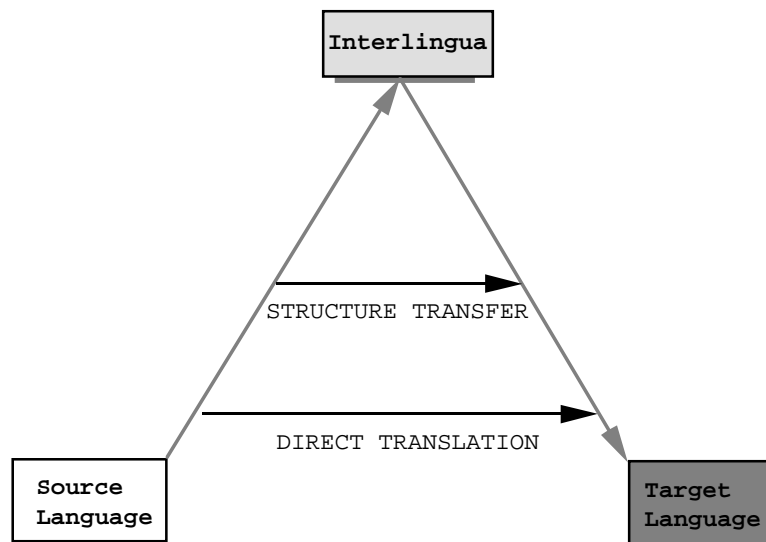 Interlingua
STRUCTURE TRANSFER
DIRECT TRANSLATION
Source
Language
Target
Language